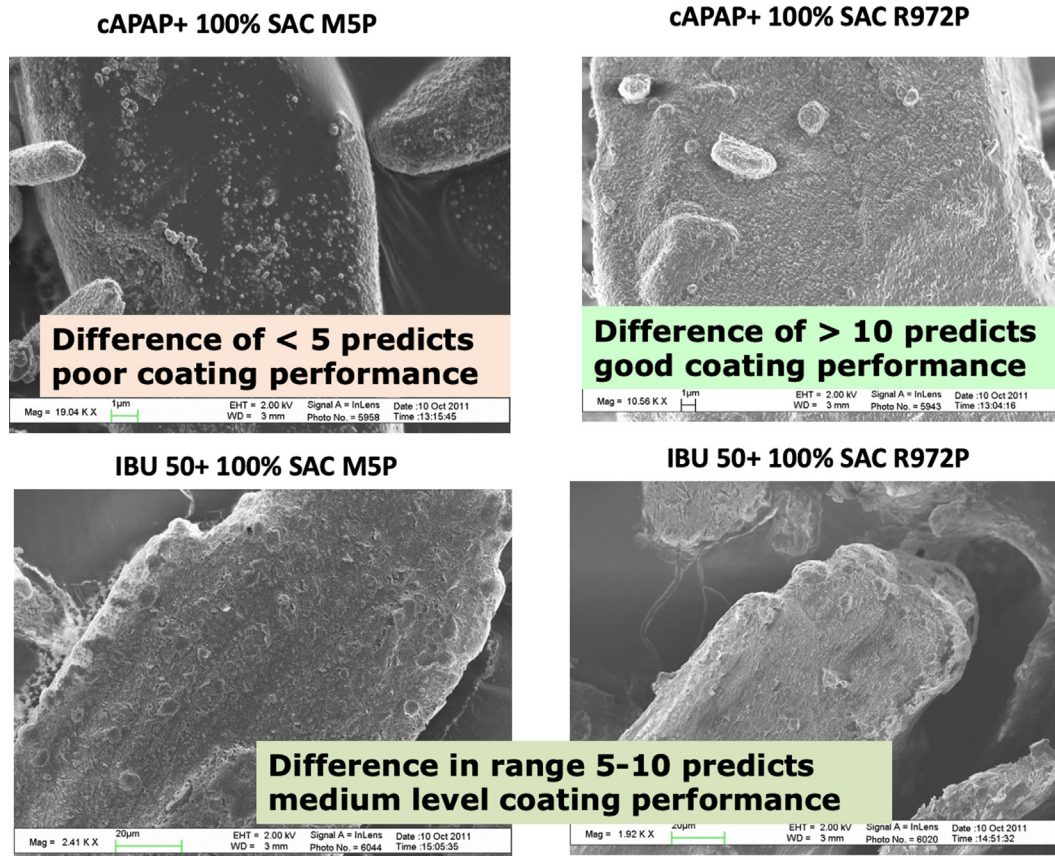 cAPAP+ 100% SAC M5P
cAPAP+ 100% SAC R972P
Difference of < 5 predicts
poor coating performance
Mag = 19.04 K X
1µm
EHT = 2.00 kV
WD = 3 mm
Signal A = InLens
Photo No. = 5958
Date :10 Oct 2011
Time :13:15:45
Difference of > 10 predicts
good coating performance
Mag = 10.56 K X
1µm
EHT = 2.00 kV
WD = 3 mm
Signal A = InLens
Photo No. = 5943
Date :10 Oct 2011
Time :13:04:16
IBU 50+ 100% SAC M5P
IBU 50+ 100% SAC R972P
Difference in range 5-10 predicts
medium level coating performance
Mag = 2.41 K X
20µm
EHT = 2.00 kV
WD = 3 mm
Signal A = InLens
Photo No. = 6044
Date :10 Oct 2011
Time :15:05:35
Mag = 1.92 K X
20µm
EHT = 2.00 kV
WD = 3 mm
Signal A = InLens
Photo No. = 6020
Date :10 Oct 2011
Time :14:51:32